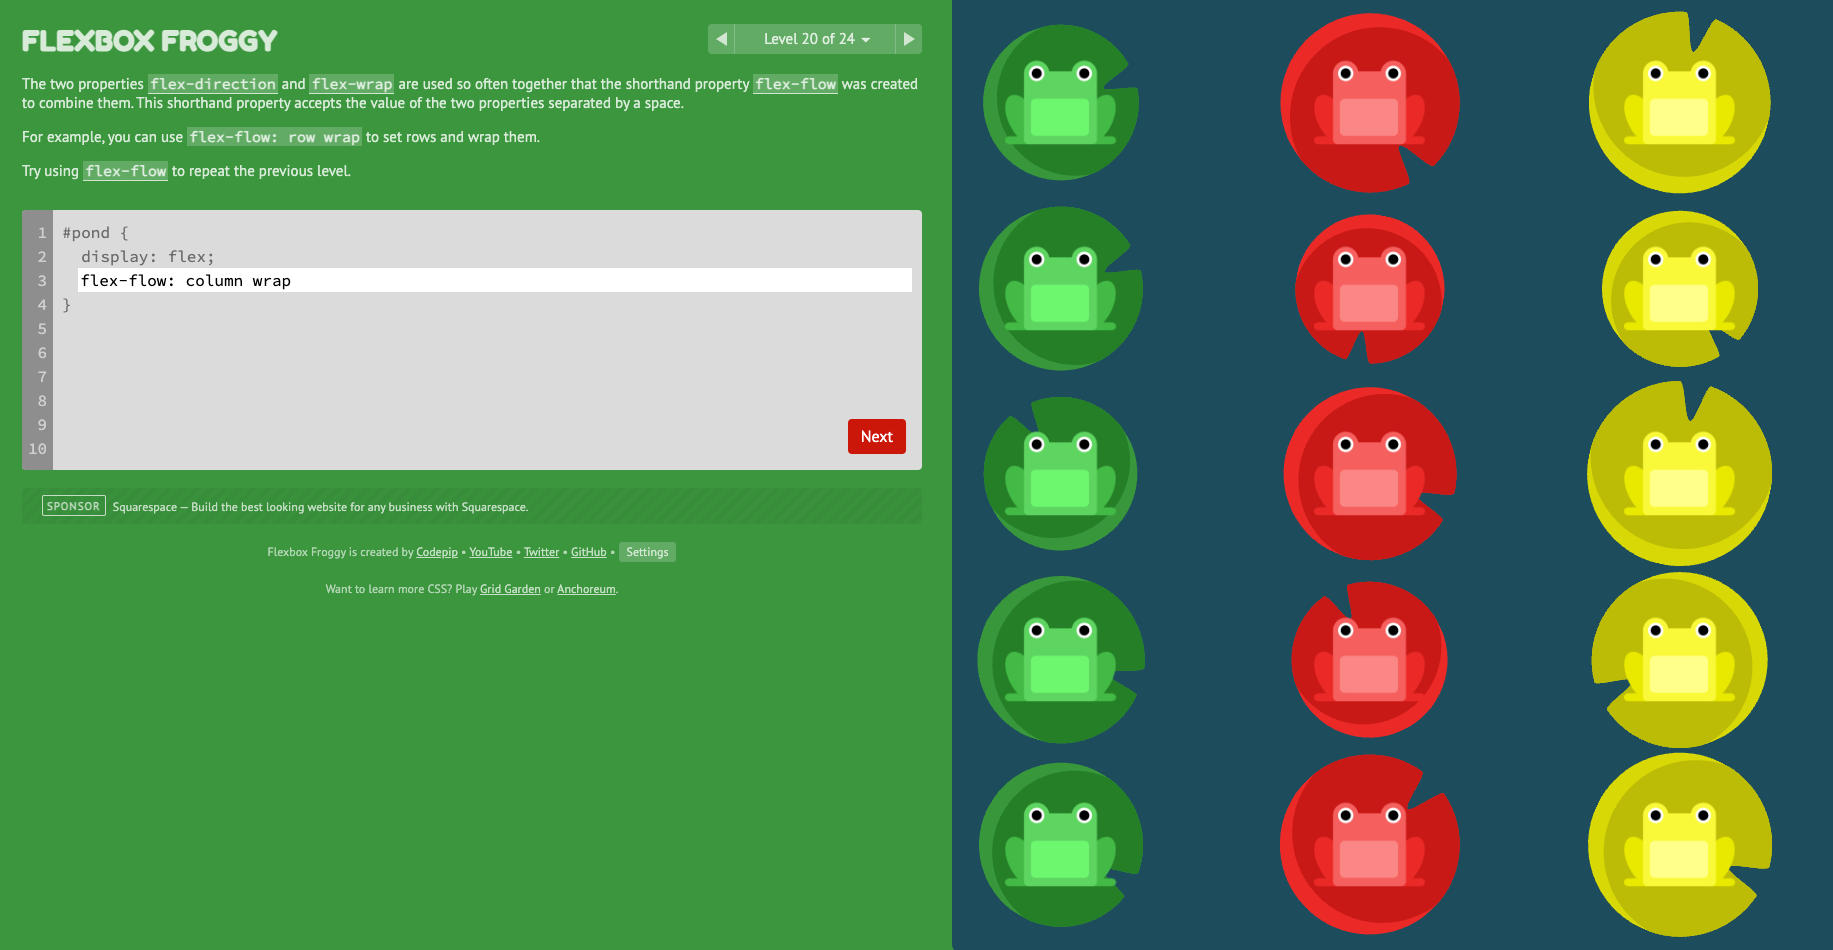 FLEXBOX FROGGY
Level 20 of 24
The two properties flex-direction and flex-wrap are used so often together that the shorthand property flex-flow was created
to combine them. This shorthand property accepts the value of the two properties separated by a space.
For example, you can use flex-flow: row wrap to set rows and wrap them.
Try using flex-flow to repeat the previous level.
1 #pond {
2 display: flex;
3 flex-flow: column wrap
4 }
5
6
7
8
9
10
Next
SPONSOR Squarespace — Build the best looking website for any business with Squarespace.
Flexbox Froggy is created by Codepip • YouTube • Twitter • GitHub • Settings
Want to learn more CSS? Play Grid Garden or Anchoreum.